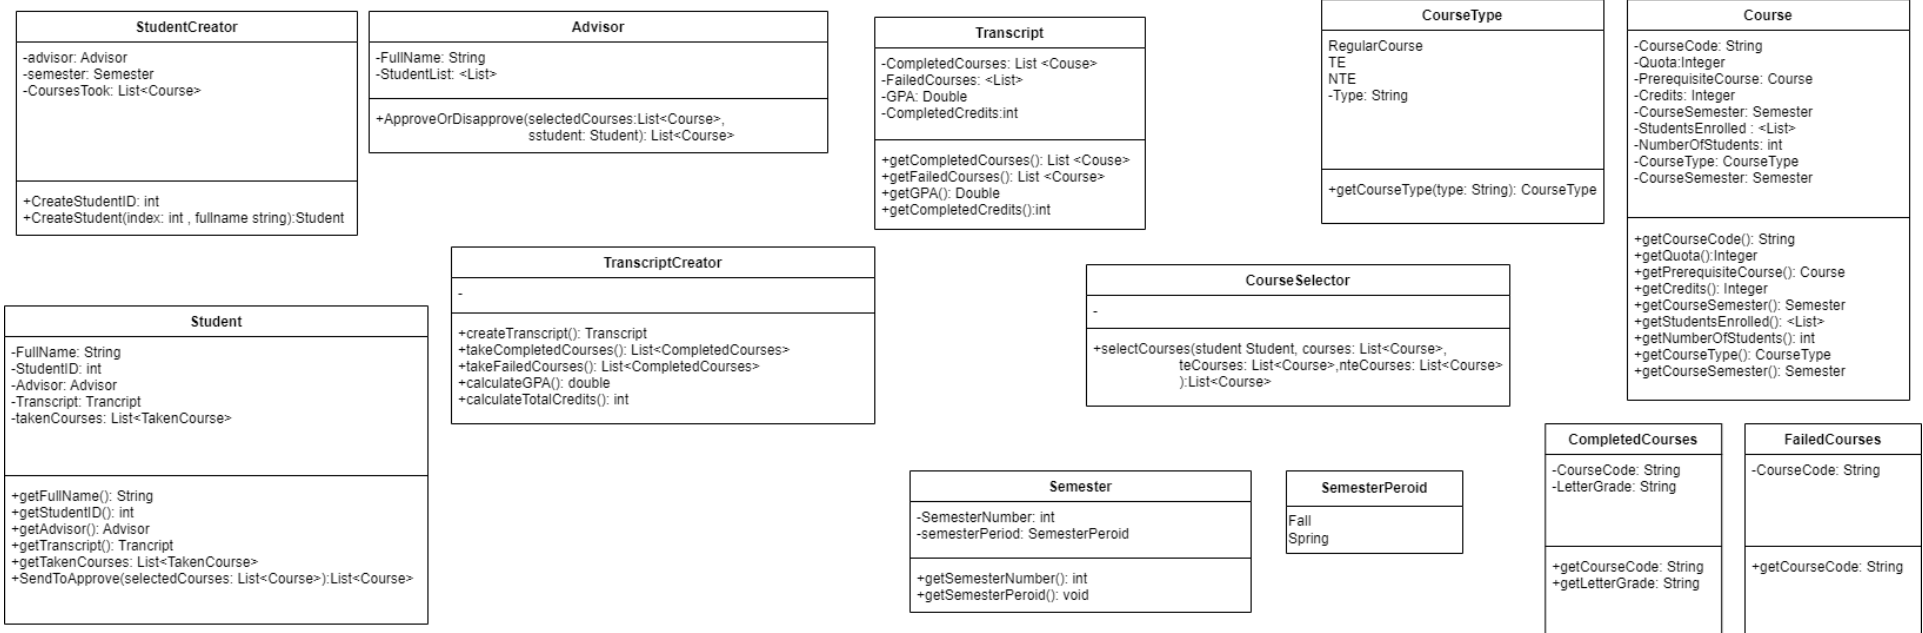 StudentCreator
-advisor: Advisor
-semester: Semester
-CoursesTook: List<Course>
+CreateStudentID: int
+CreateStudent(index: int , fullname string):Student
Advisor
-FullName: String
-StudentList: <List>
+ApproveOrDisapprove(selectedCourses:List<Course>,
sstudent: Student): List<Course>
Transcript
-CompletedCourses: List <Couse>
-FailedCourses: <List>
-GPA: Double
-CompletedCredits:int
+getCompletedCourses(): List <Couse>
+getFailedCourses(): List <Course>
+getGPA(): Double
+getCompletedCredits():int
CourseType
RegularCourse
TE
NTE
-Type: String
+getCourseType(type: String): CourseType
Course
-CourseCode: String
-Quota:Integer
-PrerequisiteCourse: Course
-Credits: Integer
-CourseSemester: Semester
-StudentsEnrolled : <List>
-NumberOfStudents: int
-CourseType: CourseType
-CourseSemester: Semester
+getCourseCode(): String
+getQuota():Integer
+getPrerequisiteCourse(): Course
+getCredits(): Integer
+getCourseSemester(): Semester
+getStudentsEnrolled(): <List>
+getNumberOfStudents(): int
+getCourseType(): CourseType
+getCourseSemester(): Semester
TranscriptCreator
-
+createTranscript(): Transcript
+takeCompletedCourses(): List<CompletedCourses>
+takeFailedCourses(): List<CompletedCourses>
+calculateGPA(): double
+calculateTotalCredits(): int
CourseSelector
-
+selectCourses(student Student, courses: List<Course>,
teCourses: List<Course>,nteCourses: List<Course>
):List<Course>
Student
-FullName: String
-StudentID: int
-Advisor: Advisor
-Transcript: Trancript
-takenCourses: List<TakenCourse>
+getFullName(): String
+getStudentID(): int
+getAdvisor(): Advisor
+getTranscript(): Trancript
+getTakenCourses: List<TakenCourse>
+SendToApprove(selectedCourses: List<Course>):List<Course>
Semester
-SemesterNumber: int
-semesterPeriod: SemesterPeroid
+getSemesterNumber(): int
+getSemesterPeroid(): void
SemesterPeroid
Fall
Spring
CompletedCourses
-CourseCode: String
-LetterGrade: String
+getCourseCode: String)
+getLetterGrade: String)
FailedCourses
-CourseCode: String)
+getCourseCode: String)